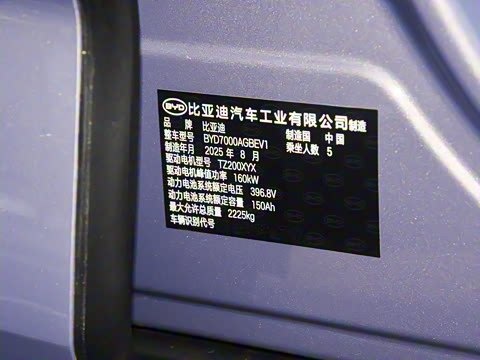 BYD 比亚迪汽车工业有限公司制造
品牌 比亚迪 制造国 中国
整车型号 BYD7000AGBEV1 乘坐人数 5
制造年月 2025 年 8 月
驱动电机型号 TZ200XYX
驱动电机峰值功率 160kW
动力电池系统额定电压 396.8V
动力电池系统额定容量 150Ah
最大允许总质量 2225kg
车辆识别代号